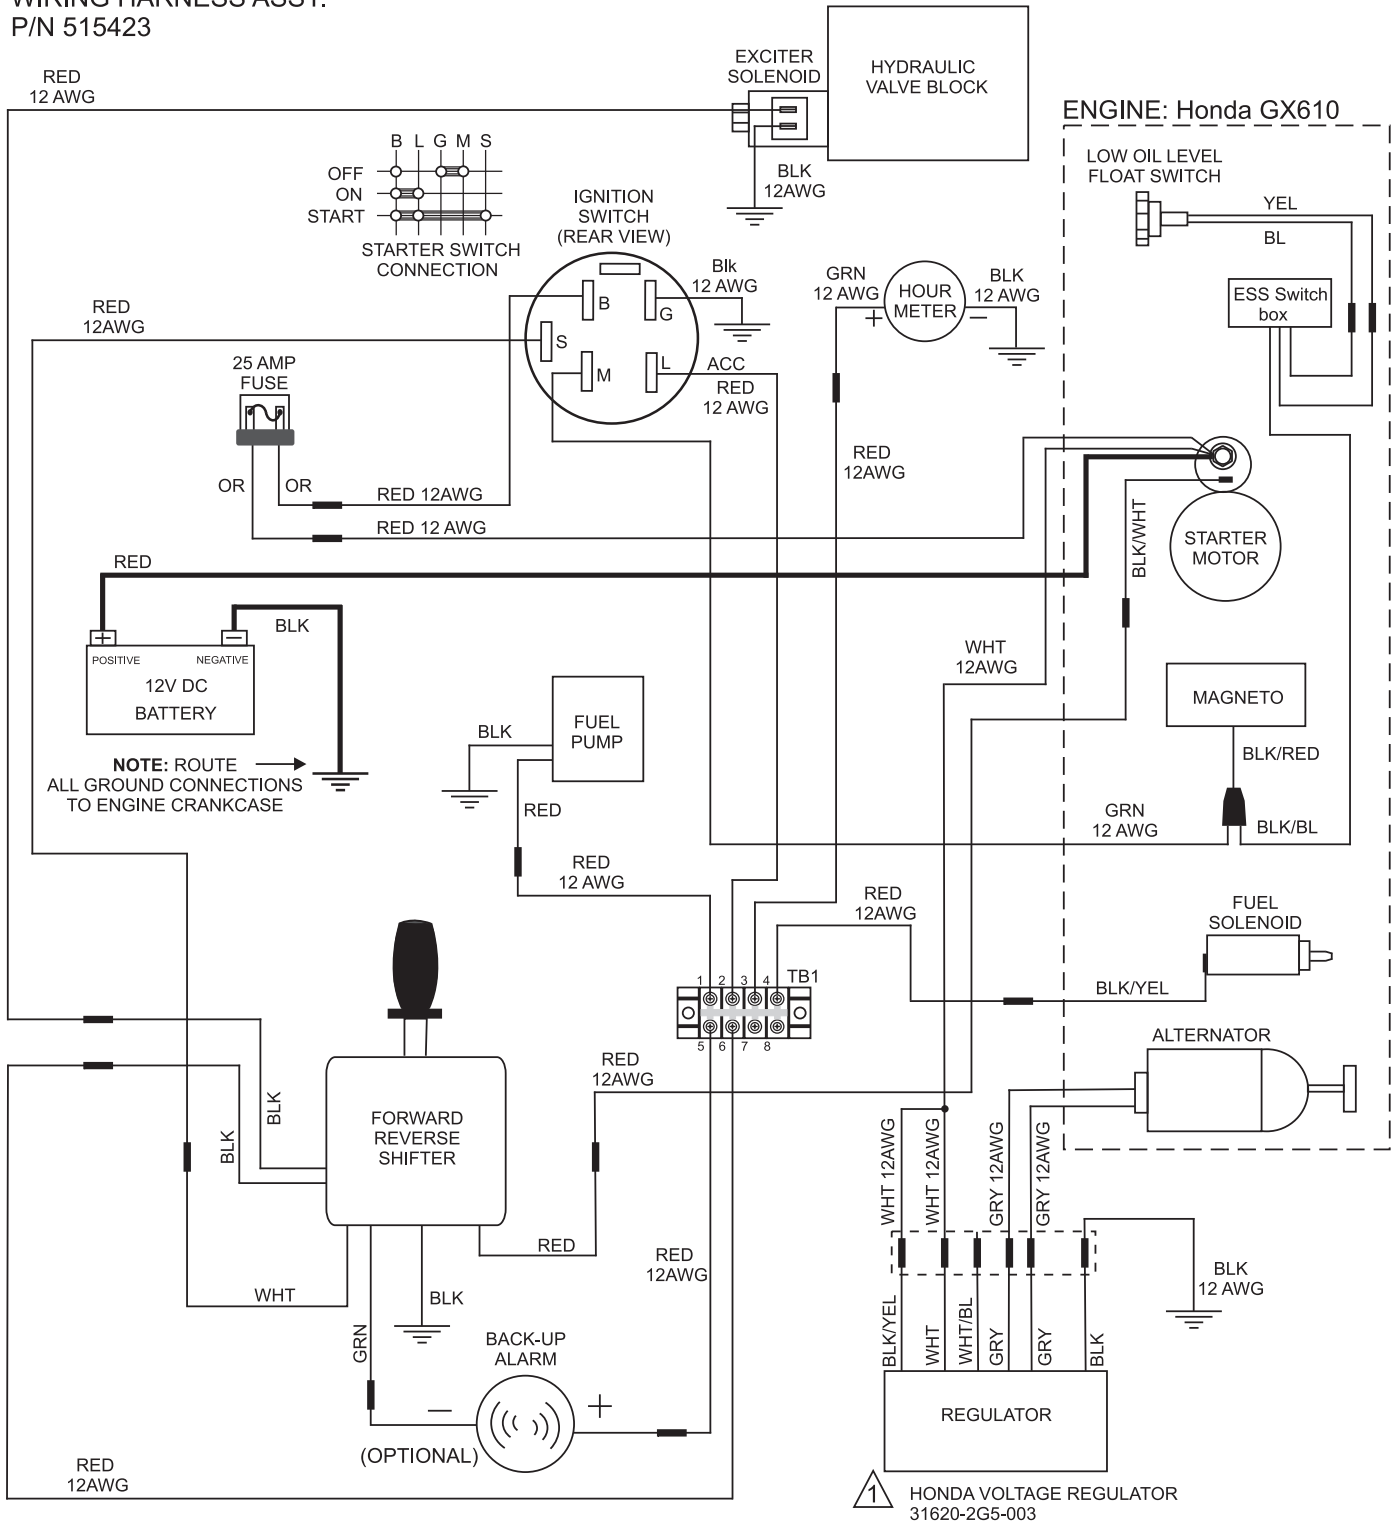 P/N 515423
RED
12 AWG
EXCITER
SOLENOID
HYDRAULIC
VALVE BLOCK
BLK
12AWG
ENGINE: Honda GX610
LOW OIL LEVEL
FLOAT SWITCH
YEL
BL
ESS Switch
box
B L G M S
OFF
ON
START
STARTER SWITCH
CONNECTION
IGNITION
SWITCH
(REAR VIEW)
B
G
S
M
L
Blk
12 AWG
ACC
RED
12 AWG
GRN
12 AWG
HOUR
METER
+
−
BLK
12 AWG
RED
12AWG
25 AMP
FUSE
OR
OR
RED 12AWG
RED 12 AWG
RED
12AWG
BLK/WHT
STARTER
MOTOR
RED
BLK
+
−
POSITIVE
NEGATIVE
12V DC
BATTERY
NOTE: ROUTE
ALL GROUND CONNECTIONS
TO ENGINE CRANKCASE
WHT
12AWG
MAGNETO
BLK/RED
BLK/BL
GRN
12 AWG
BLK
FUEL
PUMP
RED
RED
12 AWG
RED
12AWG
FUEL
SOLENOID
BLK/YEL
1 2 3 4
TB1
5 6 7 8
ALTERNATOR
RED
12AWG
FORWARD
REVERSE
SHIFTER
BLK
BLK
RED
WHT
GRN
BLK
RED
12AWG
BACK-UP
ALARM
−
+
(OPTIONAL)
RED
12AWG
WHT 12AWG
WHT 12AWG
GRY 12AWG
GRY 12AWG
BLK
12 AWG
BLK/YEL
WHT
WHT/BL
GRY
GRY
BLK
REGULATOR
1
HONDA VOLTAGE REGULATOR
31620-2G5-003